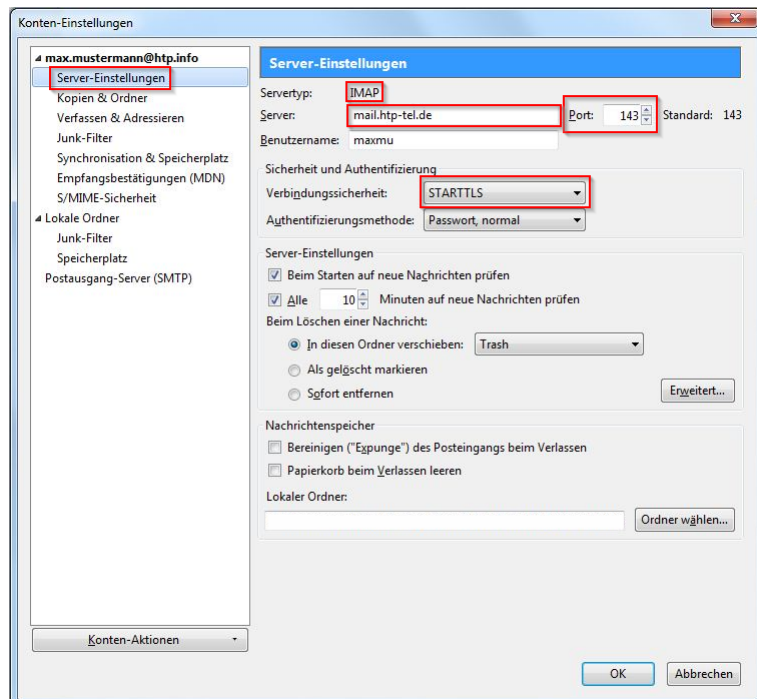 Konten-Einstellungen
max.mustermann@htp.info
Server-Einstellungen
Kopien & Ordner
Verfassen & Adressieren
Junk-Filter
Synchronisation & Speicherplatz
Empfangsbestätigungen (MDN)
S/MIME-Sicherheit
Lokale Ordner
Junk-Filter
Speicherplatz
Postausgang-Server (SMTP)
Konten-Aktionen
Server-Einstellungen
Servertyp: IMAP
Server: mail.htp-tel.de Port: 143 Standard: 143
Benutzername: maxmu
Sicherheit und Authentifizierung
Verbindungssicherheit: STARTTLS
Authentifizierungsmethode: Passwort, normal
Server-Einstellungen
Beim Starten auf neue Nachrichten prüfen
Alle 10 Minuten auf neue Nachrichten prüfen
Beim Löschen einer Nachricht:
In diesen Ordner verschieben: Trash
Als gelöscht markieren
Sofort entfernen
Erweitert...
Nachrichtenspeicher
Bereinigen ("Expunge") des Posteingangs beim Verlassen
Papierkorb beim Verlassen leeren
Lokaler Ordner:
Ordner wählen...
OK Abbrechen